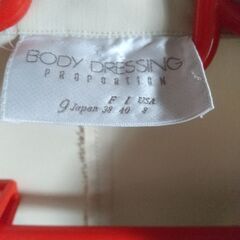 BODY DRESSING
PROPORTION
F I USA
9 Japan 38 40 8